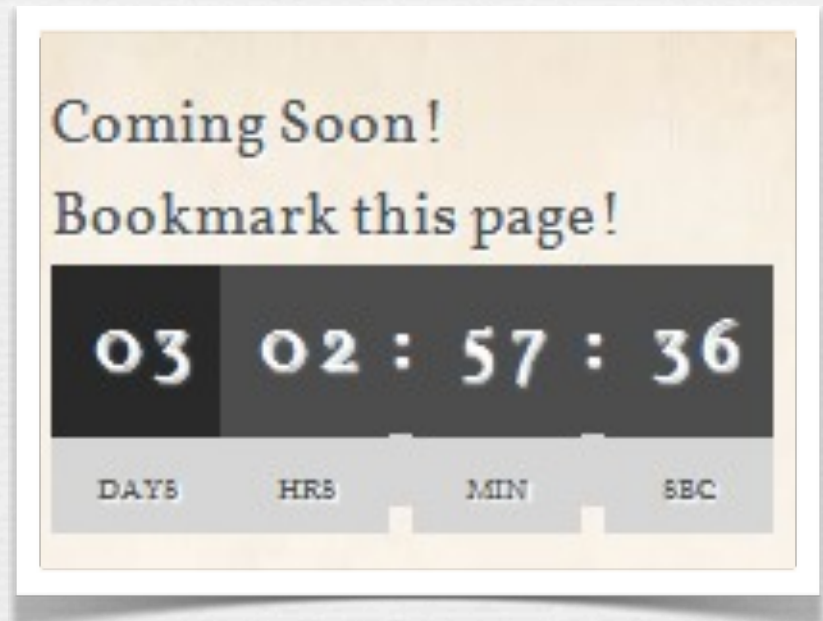 Coming Soon!
Bookmark this page!
03 02 : 57 : 36
DAYS HRS MIN SEC